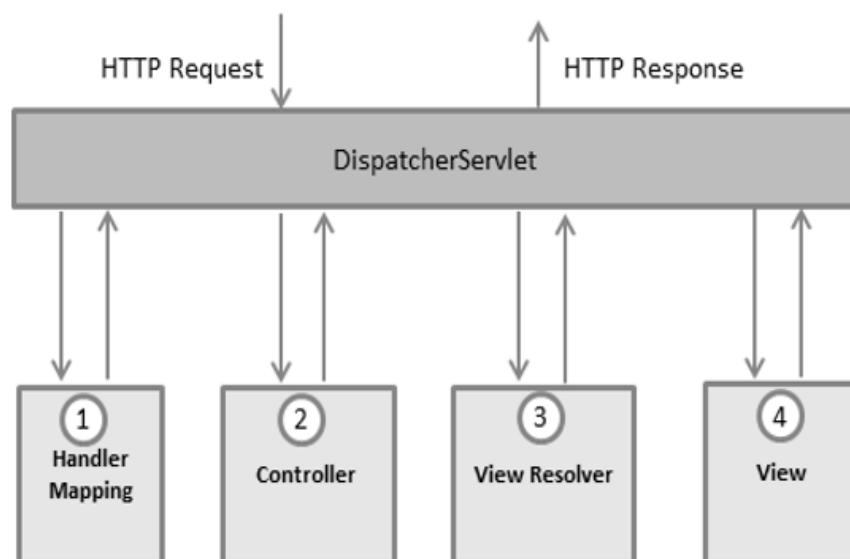 HTTP Request
HTTP Response
DispatcherServlet
1
Handler
Mapping
2
Controller
3
View Resolver
4
View